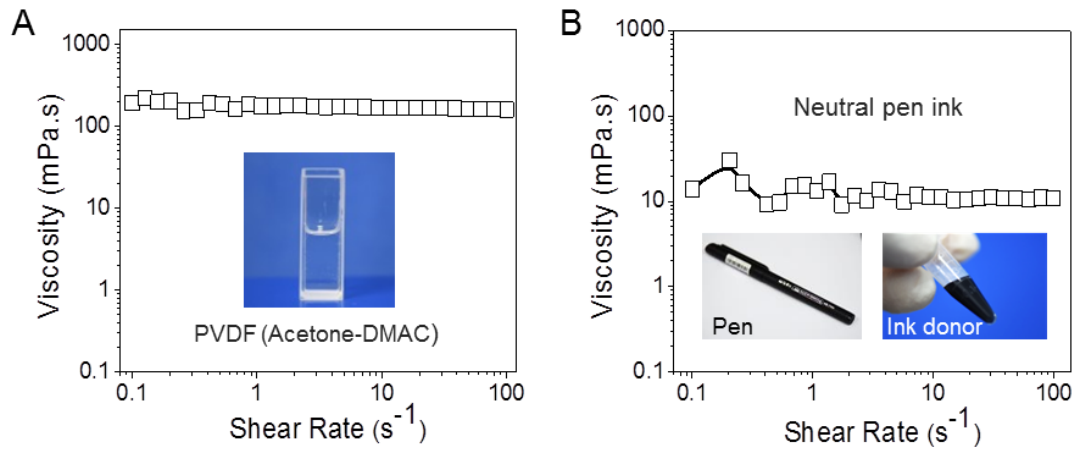 A
Viscosity (mPa.s)
1000
100
10
1
0.1
PVDF (Acetone-DMAC)
0.1
1
10
100
Shear Rate (s-1)
B
Viscosity (mPa.s)
1000
100
10
1
0.1
Neutral pen ink
Pen
Ink donor
0.1
1
10
100
Shear Rate (s-1)